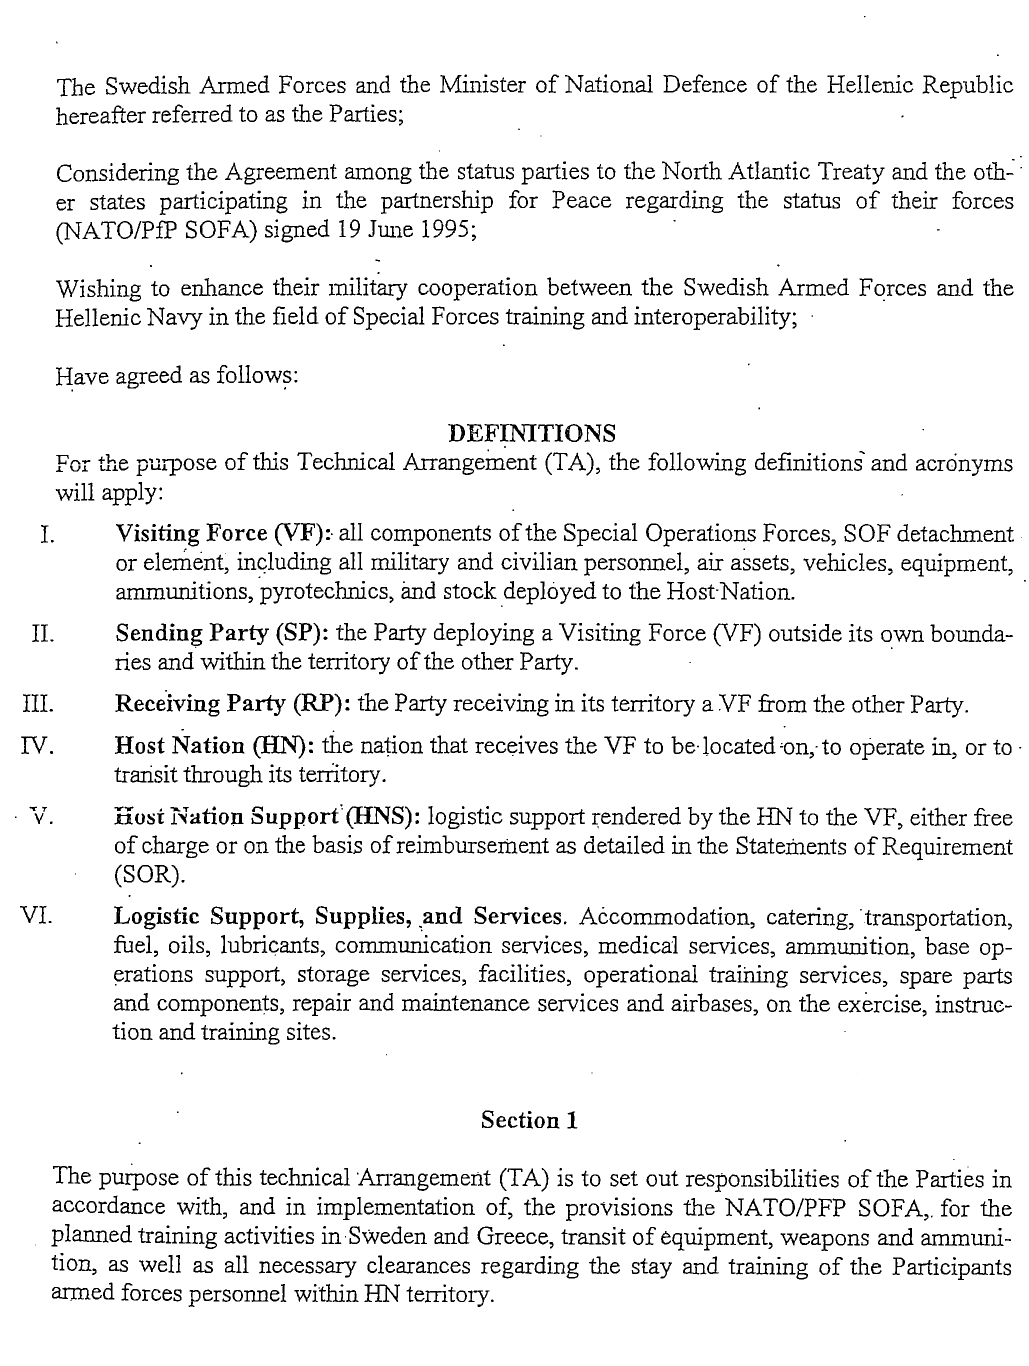 The Swedish Armed Forces and the Minister of National Defence of the Hellenic Republic
hereafter referred to as the Parties;
Considering the Agreement among the status parties to the North Atlantic Treaty and the oth-
er states participating in the partnership for Peace regarding the status of their forces
(NATO/PfP SOFA) signed 19 June 1995;
Wishing to enhance their military cooperation between the Swedish Armed Forces and the
Hellenic Navy in the field of Special Forces training and interoperability;
Have agreed as follows:
DEFINITIONS
For the purpose of this Technical Arrangement (TA), the following definitions and acronyms
will apply:
I. Visiting Force (VF): all components of the Special Operations Forces, SOF detachment
or element, including all military and civilian personnel, air assets, vehicles, equipment,
ammunitions, pyrotechnics, and stock deployed to the Host Nation.
II. Sending Party (SP): the Party deploying a Visiting Force (VF) outside its own bounda-
ries and within the territory of the other Party.
III. Receiving Party (RP): the Party receiving in its territory a VF from the other Party.
IV. Host Nation (HN): the nation that receives the VF to be located on, to operate in, or to
transit through its territory.
V. Host Nation Support (HNS): logistic support rendered by the HN to the VF, either free
of charge or on the basis of reimbursement as detailed in the Statements of Requirement
(SOR).
VI. Logistic Support, Supplies, and Services. Accommodation, catering, transportation,
fuel, oils, lubricants, communication services, medical services, ammunition, base op-
erations support, storage services, facilities, operational training services, spare parts
and components, repair and maintenance services and airbases, on the exercise, instruc-
tion and training sites.
Section 1
The purpose of this technical Arrangement (TA) is to set out responsibilities of the Parties in
accordance with, and in implementation of, the provisions the NATO/PFP SOFA, for the
planned training activities in Sweden and Greece, transit of equipment, weapons and ammuni-
tion, as well as all necessary clearances regarding the stay and training of the Participants
armed forces personnel within HN territory.